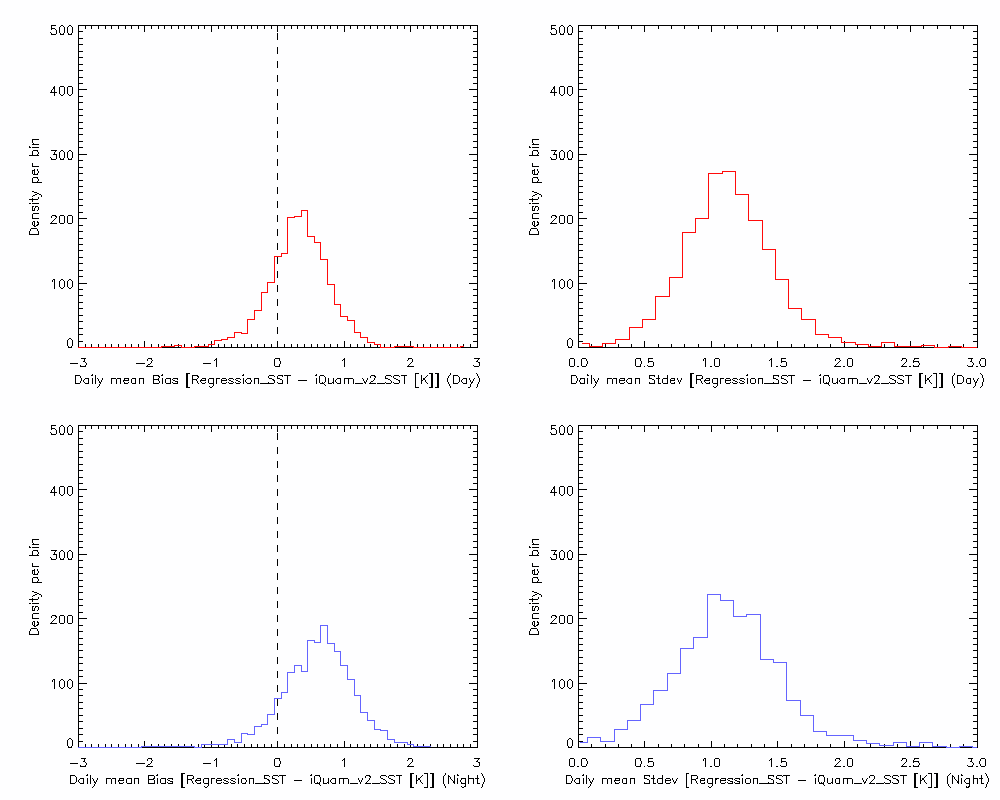 500
400
300
200
100
0
Density per bin
−3 −2 −1 0 1 2 3
Daily mean Bias [Regression_SST − iQuam_v2_SST [K]] (Day)
500
400
300
200
100
0
Density per bin
0.0 0.5 1.0 1.5 2.0 2.5 3.0
Daily mean Stdev [Regression_SST − iQuam_v2_SST [K]] (Day)
500
400
300
200
100
0
Density per bin
−3 −2 −1 0 1 2 3
Daily mean Bias [Regression_SST − iQuam_v2_SST [K]] (Night)
500
400
300
200
100
0
Density per bin
0.0 0.5 1.0 1.5 2.0 2.5 3.0
Daily mean Stdev [Regression_SST − iQuam_v2_SST [K]] (Night)